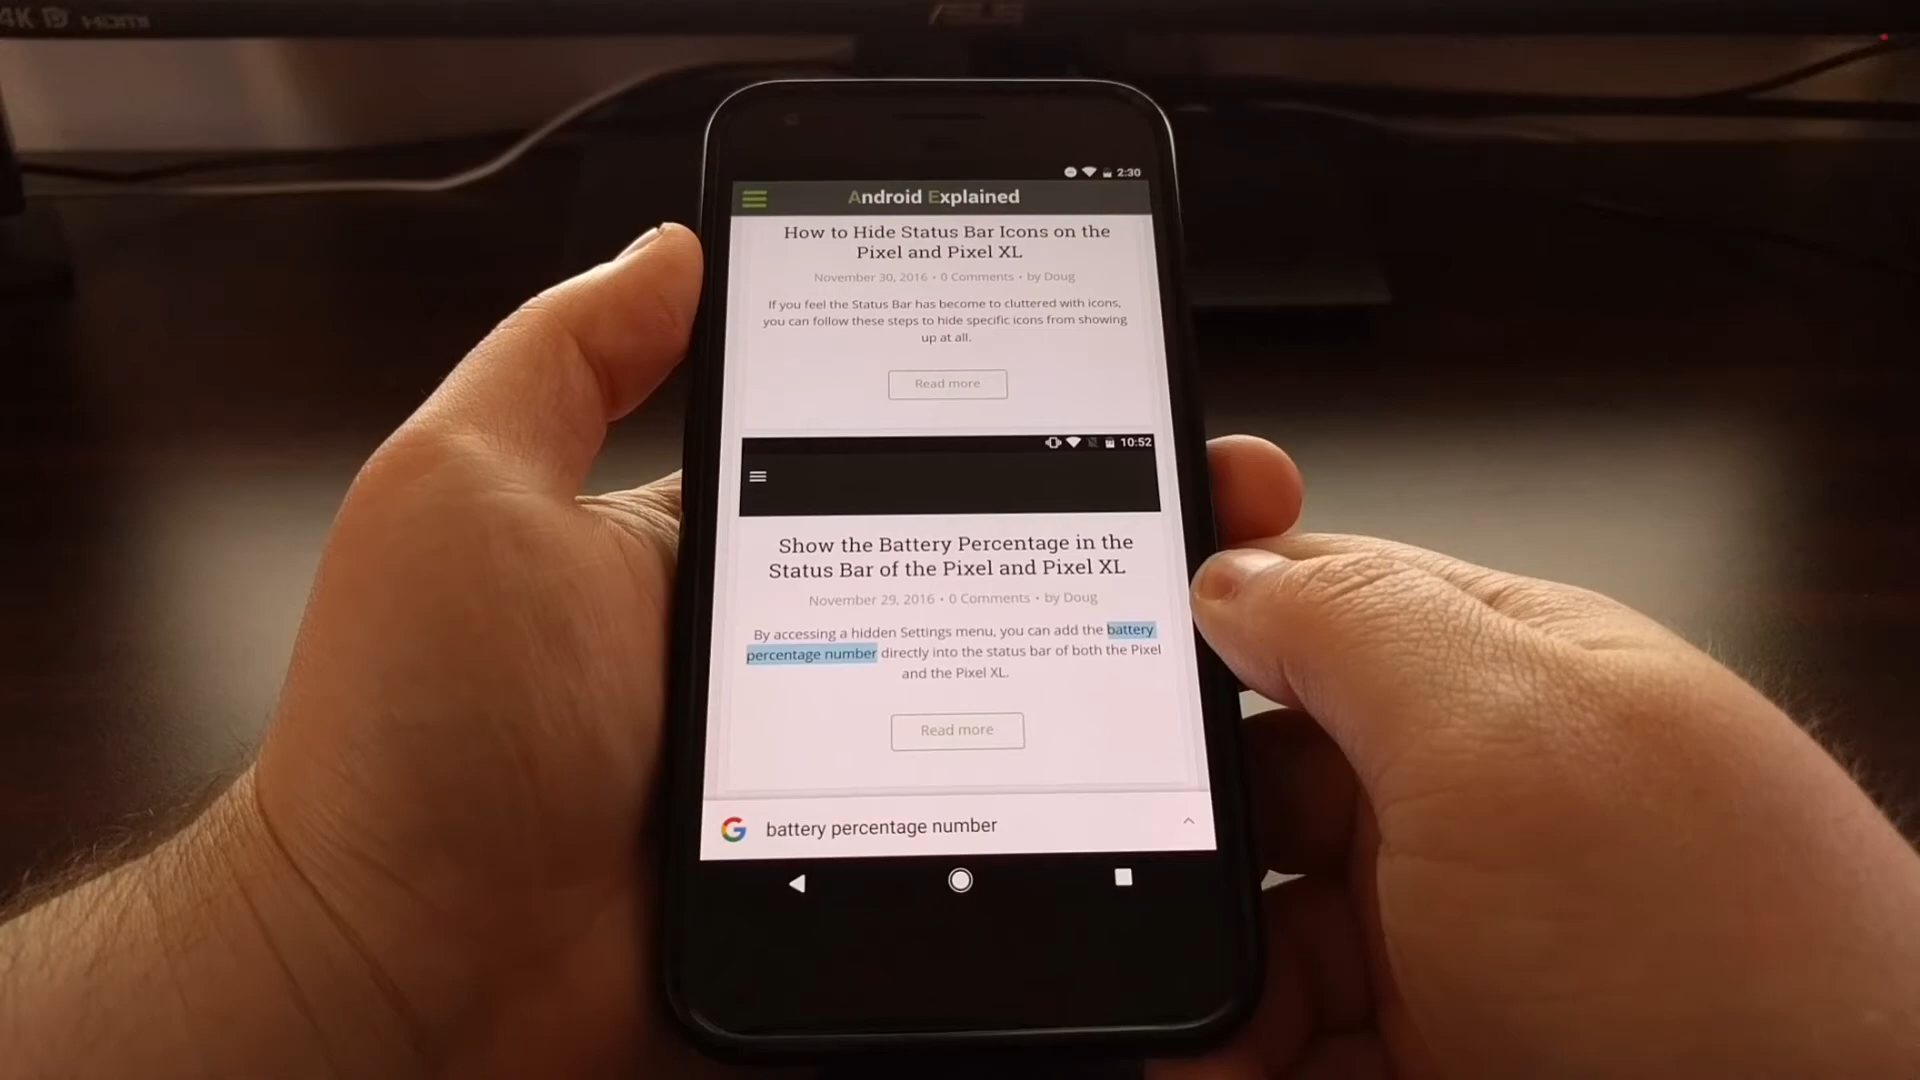 4K HDMI
ASUS
2:30
Android Explained
How to Hide Status Bar Icons on the
Pixel and Pixel XL
November 30, 2016 • 0 Comments • by Doug
If you feel the Status Bar has become to cluttered with icons,
you can follow these steps to hide specific icons from showing
up at all.
Read more
10:52
Show the Battery Percentage in the
Status Bar of the Pixel and Pixel XL
November 29, 2016 • 0 Comments • by Doug
By accessing a hidden Settings menu, you can add the battery
percentage number directly into the status bar of both the Pixel
and the Pixel XL.
Read more
G battery percentage number